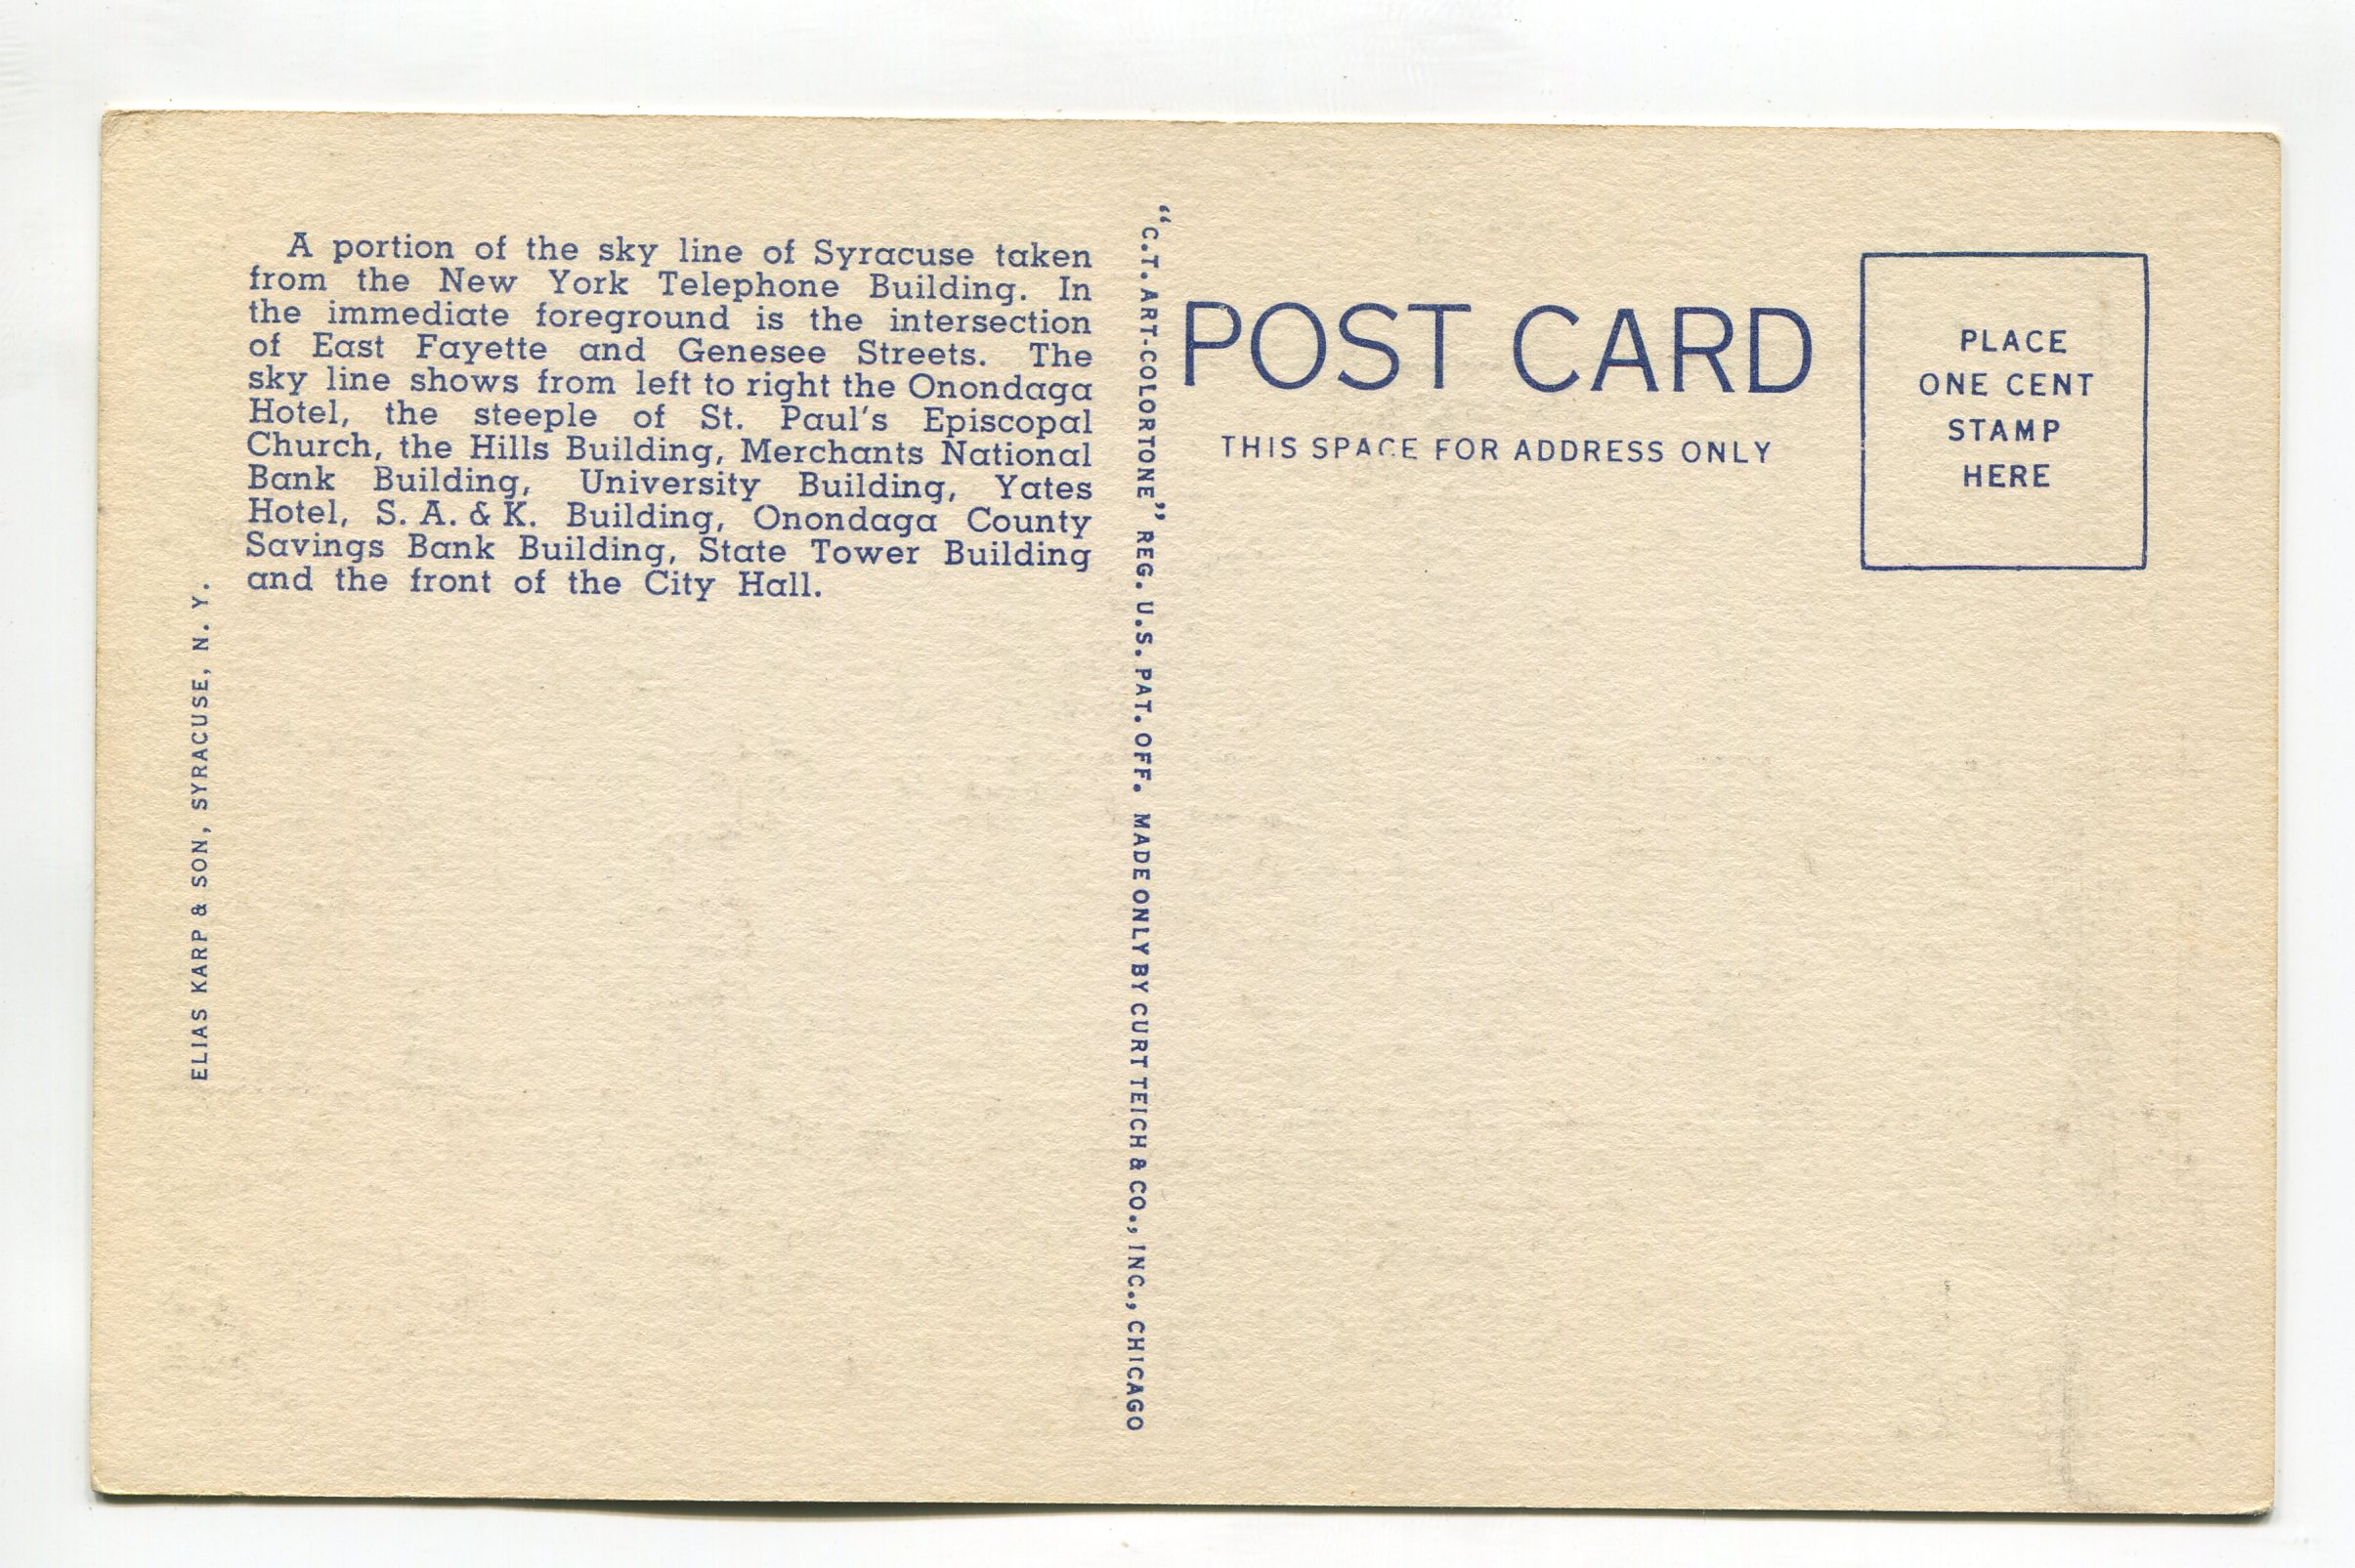 A portion of the sky line of Syracuse taken
from the New York Telephone Building. In
the immediate foreground is the intersection
of East Fayette and Genesee Streets. The
sky line shows from left to right the Onondaga
Hotel, the steeple of St. Paul's Episcopal
Church, the Hills Building, Merchants National
Bank Building, University Building, Yates
Hotel, S. A. & K. Building, Onondaga County
Savings Bank Building, State Tower Building
and the front of the City Hall.
ELIAS KARP & SON, SYRACUSE, N. Y.
"C.T. ART-COLORTONE" REG. U.S. PAT. OFF. MADE ONLY BY CURT TEICH & CO., INC., CHICAGO
POST CARD
THIS SPACE FOR ADDRESS ONLY
PLACE
ONE CENT
STAMP
HERE